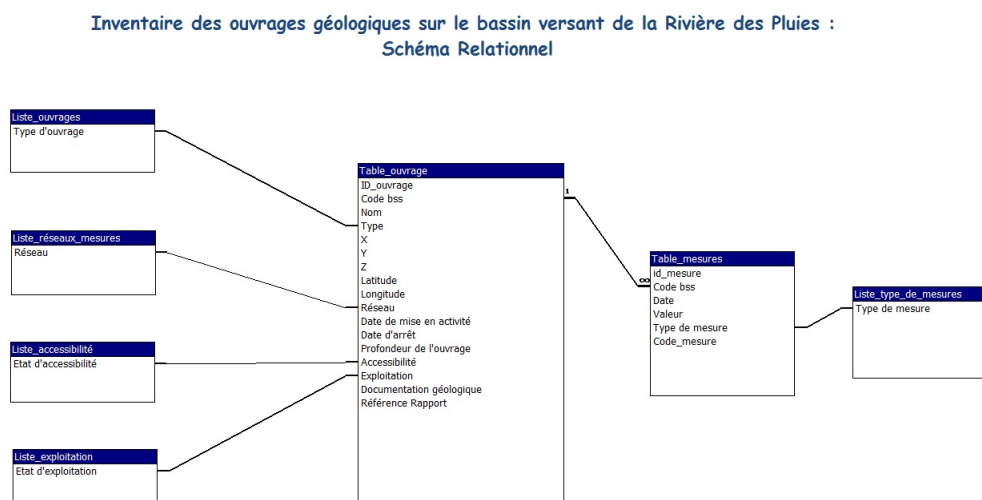 Inventaire des ouvrages géologiques sur le bassin versant de la Rivière des Pluies :
Schéma Relationnel
Liste_ouvrages
Type d'ouvrage
Liste_réseaux_mesures
Réseau
Liste_accessibilité
Etat d'accessibilité
Liste_exploitation
Etat d'exploitation
Table_ouvrage
ID_ouvrage
Code bss
Nom
Type
X
Y
Z
Latitude
Longitude
Réseau
Date de mise en activité
Date d'arrêt
Profondeur de l'ouvrage
Accessibilité
Exploitation
Documentation géologique
Référence Rapport
1
∞
Table_mesures
id_mesure
Code bss
Date
Valeur
Type de mesure
Code_mesure
Liste_type_de_mesures
Type de mesure